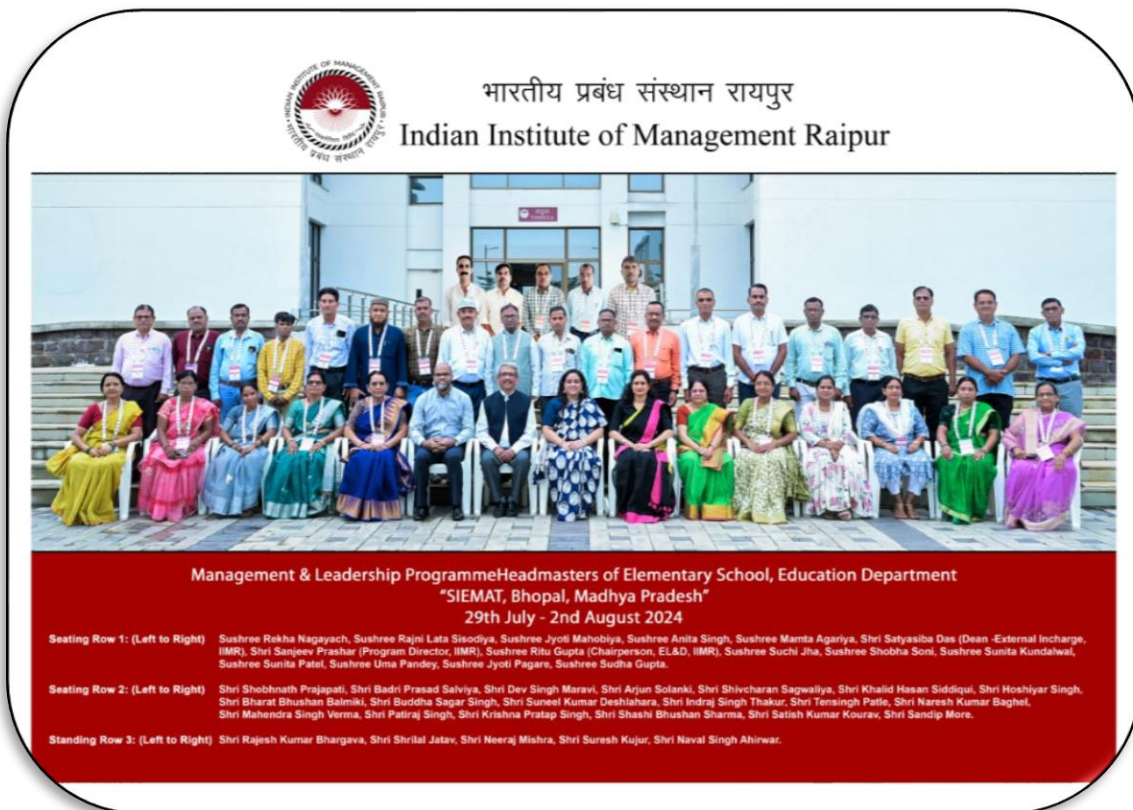 INDIAN INSTITUTE OF MANAGEMENT RAIPUR
भारतीय प्रबंध संस्थान रायपुर
भारतीय प्रबंध संस्थान रायपुर
Indian Institute of Management Raipur
Management & Leadership ProgrammeHeadmasters of Elementary School, Education Department
"SIEMAT, Bhopal, Madhya Pradesh"
29th July - 2nd August 2024
Seating Row 1: (Left to Right) Sushree Rekha Nagayach, Sushree Rajni Lata Sisodiya, Sushree Jyoti Mahobiya, Sushree Anita Singh, Sushree Mamta Agariya, Shri Satyasiba Das (Dean -External Incharge,
IIMR), Shri Sanjeev Prashar (Program Director, IIMR), Sushree Ritu Gupta (Chairperson, EL&D, IIMR), Sushree Suchi Jha, Sushree Shobha Soni, Sushree Sunita Kundalwal,
Sushree Sunita Patel, Sushree Uma Pandey, Sushree Jyoti Pagare, Sushree Sudha Gupta.
Seating Row 2: (Left to Right) Shri Shobhnath Prajapati, Shri Badri Prasad Salviya, Shri Dev Singh Maravi, Shri Arjun Solanki, Shri Shivcharan Sagwaliya, Shri Khalid Hasan Siddiqui, Shri Hoshiyar Singh,
Shri Bharat Bhushan Balmiki, Shri Buddha Sagar Singh, Shri Suneel Kumar Deshlahara, Shri Indraj Singh Thakur, Shri Tensingh Patle, Shri Naresh Kumar Baghel,
Shri Mahendra Singh Verma, Shri Patiraj Singh, Shri Krishna Pratap Singh, Shri Shashi Bhushan Sharma, Shri Satish Kumar Kourav, Shri Sandip More.
Standing Row 3: (Left to Right) Shri Rajesh Kumar Bhargava, Shri Shrilal Jatav, Shri Neeraj Mishra, Shri Suresh Kujur, Shri Naval Singh Ahirwar.